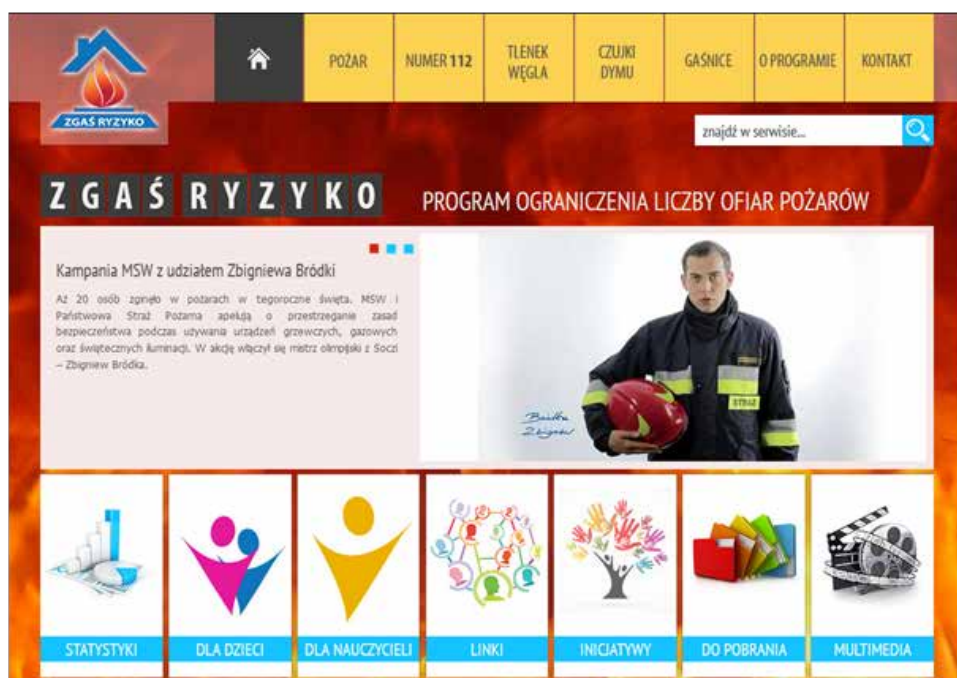 POŻAR
NUMER 112
TLENEK
WĘGLA
CZUJKI
DYMU
GAŚNICE
O PROGRAMIE
KONTAKT
ZGAŚ RYZYKO
znajdź w serwisie...
ZGAŚ RYZYKO
PROGRAM OGRANICZENIA LICZBY OFIAR POŻARÓW
Kampania MSW z udziałem Zbigniewa Bródki
Aż 20 osób zginęło w pożarach w tegoroczne święta. MSW i
Państwowa Straż Pożarna apelują o przestrzeganie zasad
bezpieczeństwa podczas używania urządzeń grzewczych, gazowych
oraz świątecznych iluminacji. W akcję włączył się mistrz olimpijski z Soczi
– Zbigniew Bródka.
STRAŻ
Bródka
Zbigniew
STATYSTYKI
DLA DZIECI
DLA NAUCZYCIELI
LINKI
INICJATYWY
DO POBRANIA
MULTIMEDIA